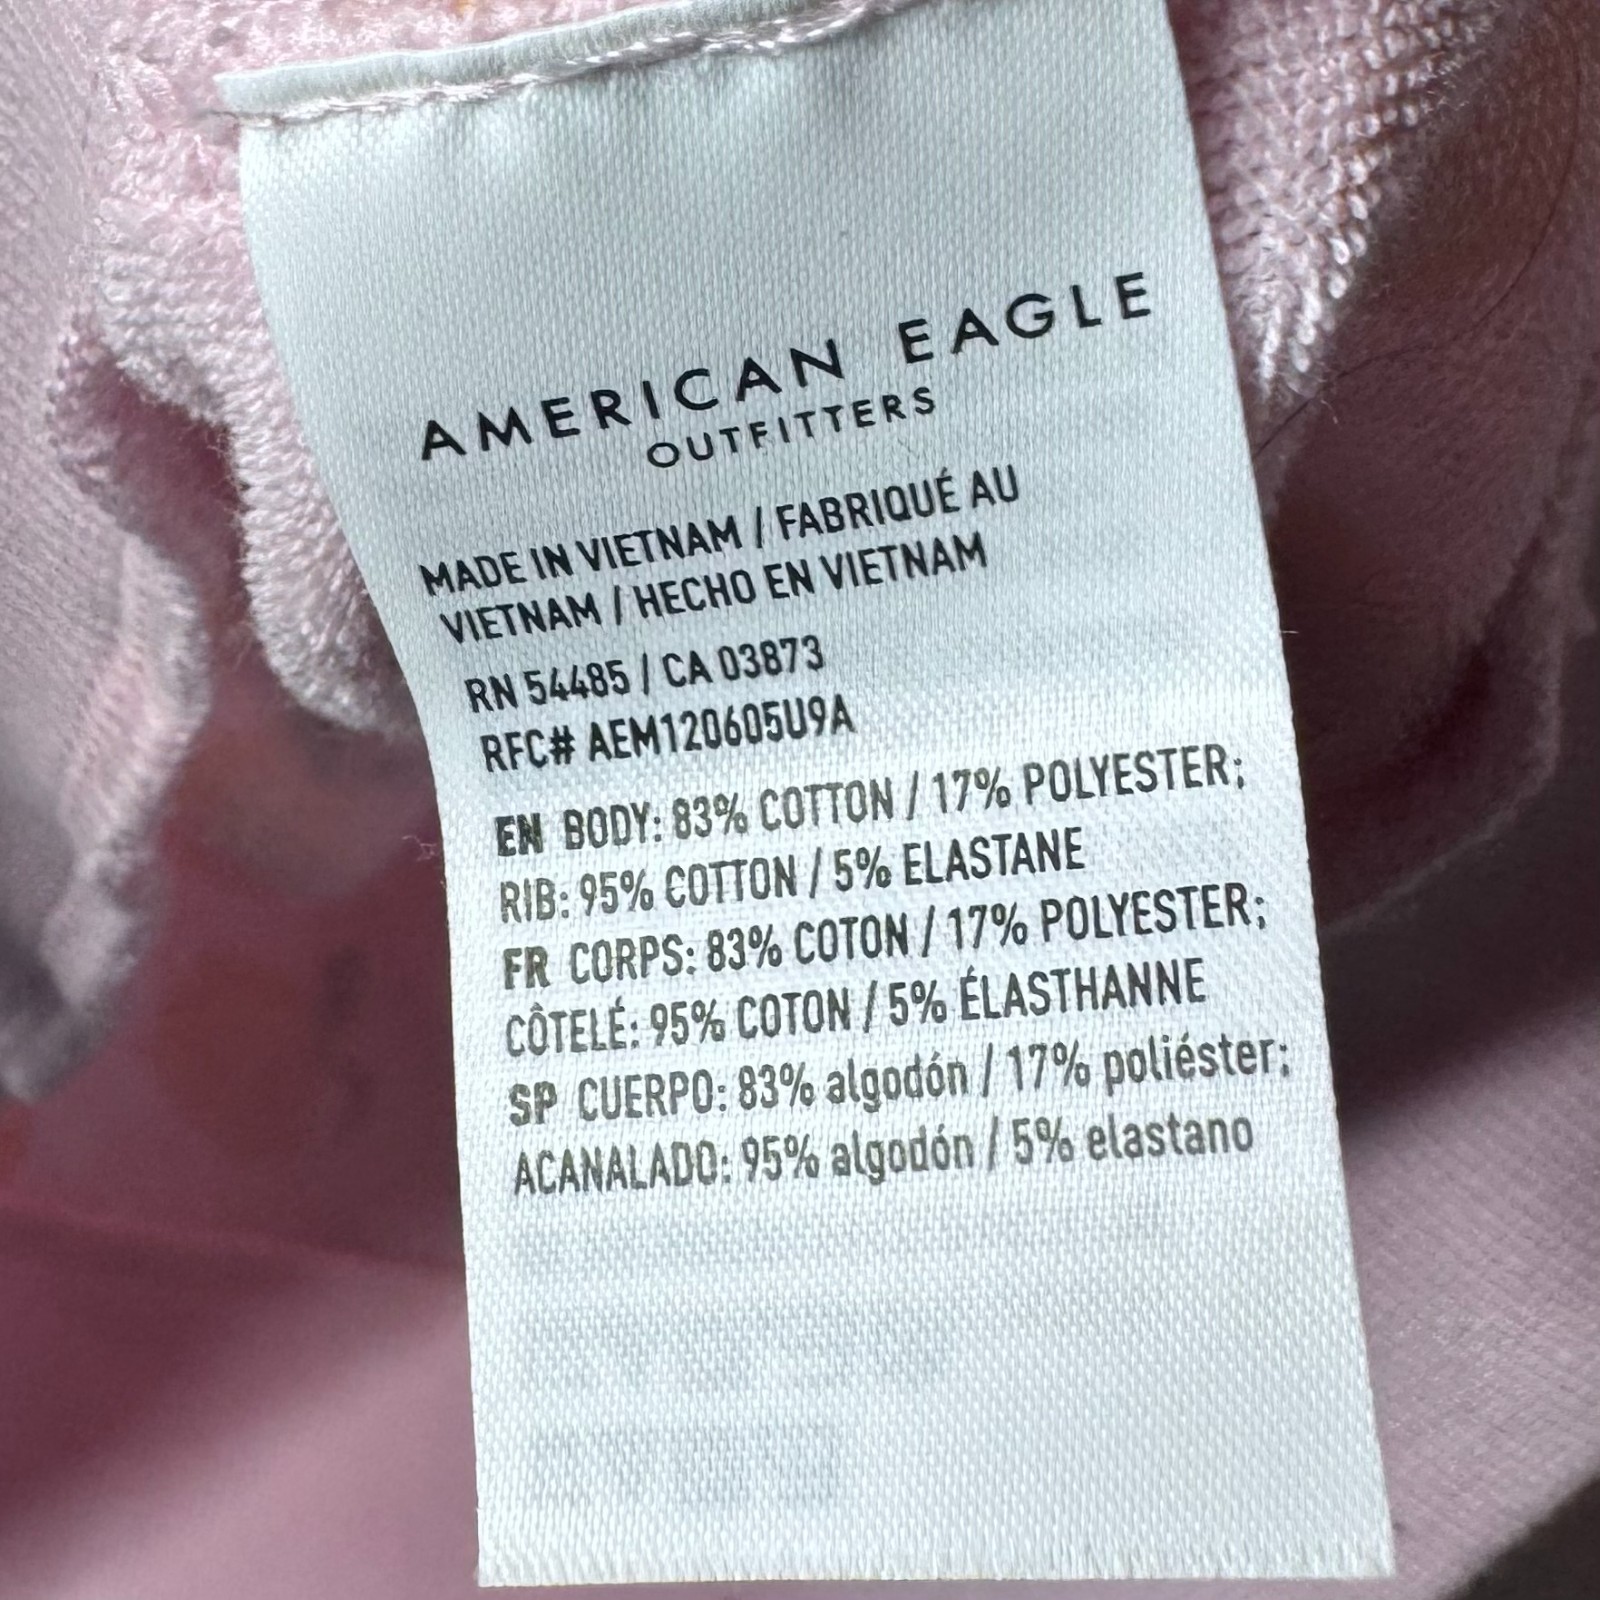 AMERICAN EAGLE
OUTFITTERS
MADE IN VIETNAM / FABRIQUÉ AU
VIETNAM / HECHO EN VIETNAM
RN 54485 / CA 03873
RFC# AEM120605U9A
EN BODY: 83% COTTON / 17% POLYESTER;
RIB: 95% COTTON / 5% ELASTANE
FR CORPS: 83% COTON / 17% POLYESTER;
CÔTELÉ: 95% COTON / 5% ÉLASTHANNE
SP CUERPO: 83% algodón / 17% poliéster;
ACANALADO: 95% algodón / 5% elastano